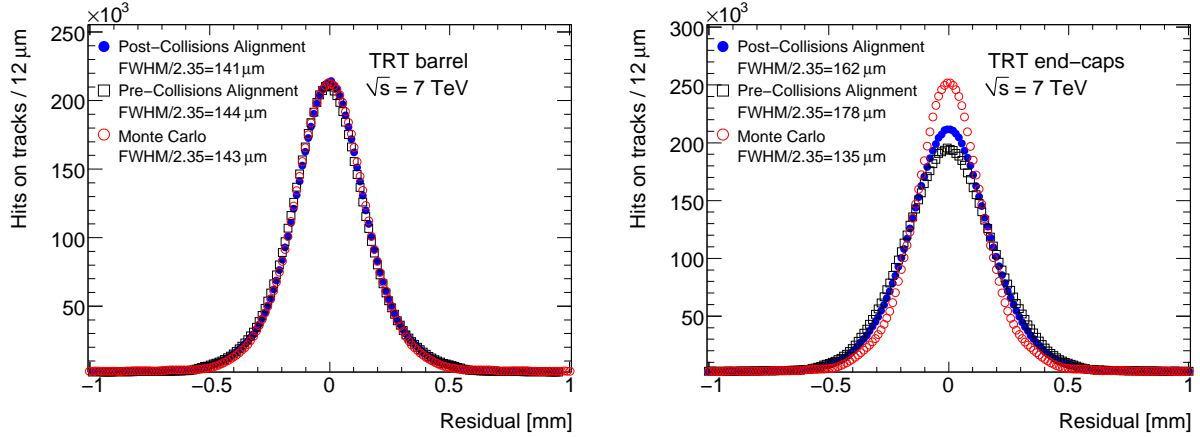 ×10³
250
200
150
100
50
Hits on tracks / 12 μm
Post−Collisions Alignment
FWHM/2.35=141 μm
Pre−Collisions Alignment
FWHM/2.35=144 μm
Monte Carlo
FWHM/2.35=143 μm
TRT barrel
√s = 7 TeV
−1 −0.5 0 0.5 1
Residual [mm]
×10³
300
250
200
150
100
50
Hits on tracks / 12 μm
Post−Collisions Alignment
FWHM/2.35=162 μm
Pre−Collisions Alignment
FWHM/2.35=178 μm
Monte Carlo
FWHM/2.35=135 μm
TRT end−caps
√s = 7 TeV
−1 −0.5 0 0.5 1
Residual [mm]